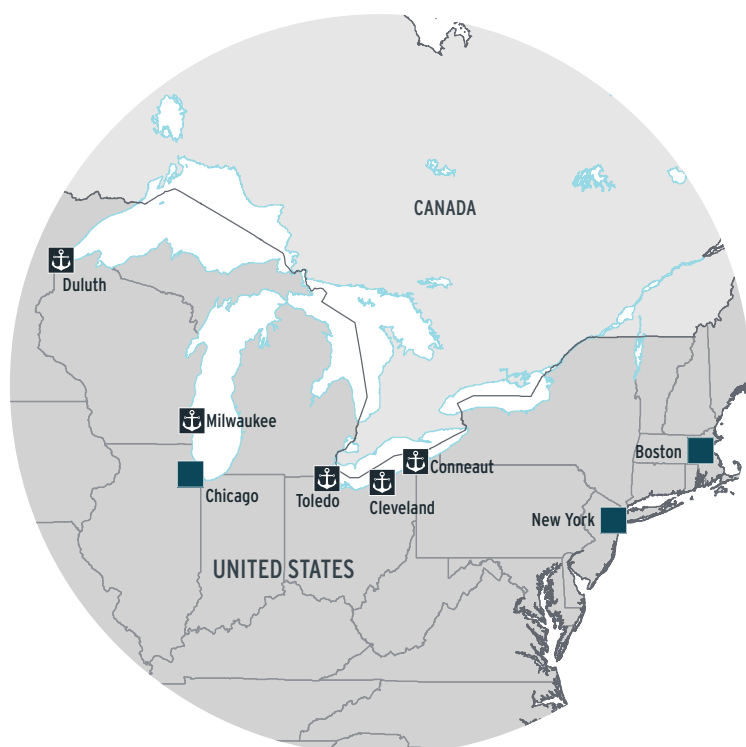 CANADA
Duluth
Milwaukee
Boston
Conneaut
Toledo
Chicago
Cleveland
New York
UNITED STATES